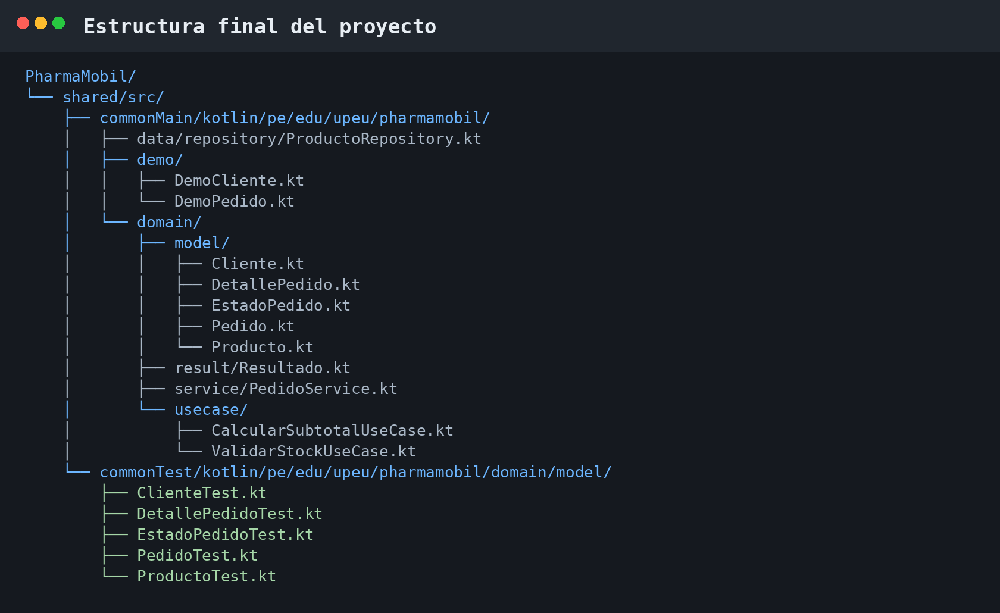 Estructura final del proyecto
PharmaMobil/
└── shared/src/
    ├── commonMain/kotlin/pe/edu/upeu/pharmamobil/
    │   ├── data/repository/ProductoRepository.kt
    │   ├── demo/
    │   │   ├── DemoCliente.kt
    │   │   └── DemoPedido.kt
    │   └── domain/
    │       ├── model/
    │       │   ├── Cliente.kt
    │       │   ├── DetallePedido.kt
    │       │   ├── EstadoPedido.kt
    │       │   ├── Pedido.kt
    │       │   └── Producto.kt
    │       ├── result/Resultado.kt
    │       ├── service/PedidoService.kt
    │       └── usecase/
    │           ├── CalcularSubtotalUseCase.kt
    │           └── ValidarStockUseCase.kt
    └── commonTest/kotlin/pe/edu/upeu/pharmamobil/domain/model/
        ├── ClienteTest.kt
        ├── DetallePedidoTest.kt
        ├── EstadoPedidoTest.kt
        ├── PedidoTest.kt
        └── ProductoTest.kt